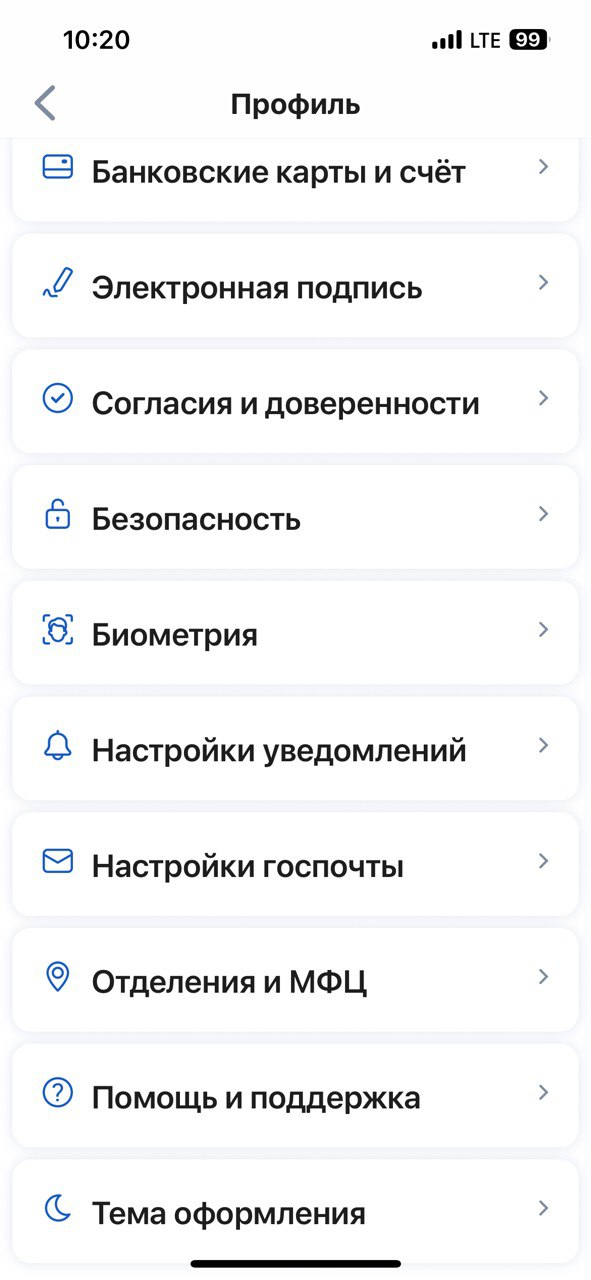 10:20
LTE 99
Профиль
Банковские карты и счёт
Электронная подпись
Согласия и доверенности
Безопасность
Биометрия
Настройки уведомлений
Настройки госпочты
Отделения и МФЦ
Помощь и поддержка
Тема оформления